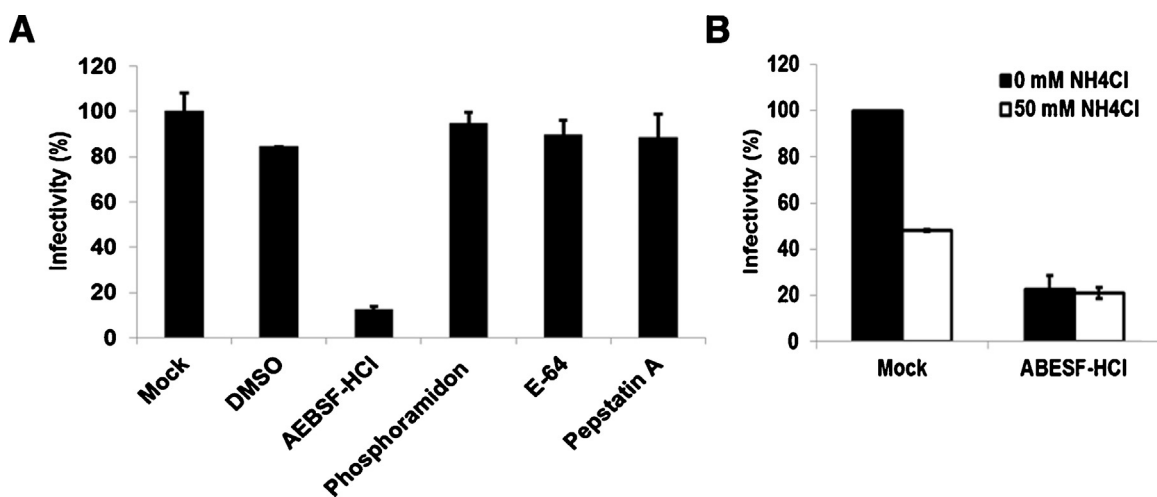 A
Infectivity (%)
120
100
80
60
40
20
0
Mock
DMSO
AEBSF-HCl
Phosphoramidon
E-64
Pepstatin A
B
Infectivity (%)
120
100
80
60
40
20
0
0 mM NH4Cl
50 mM NH4Cl
Mock
ABESF-HCl